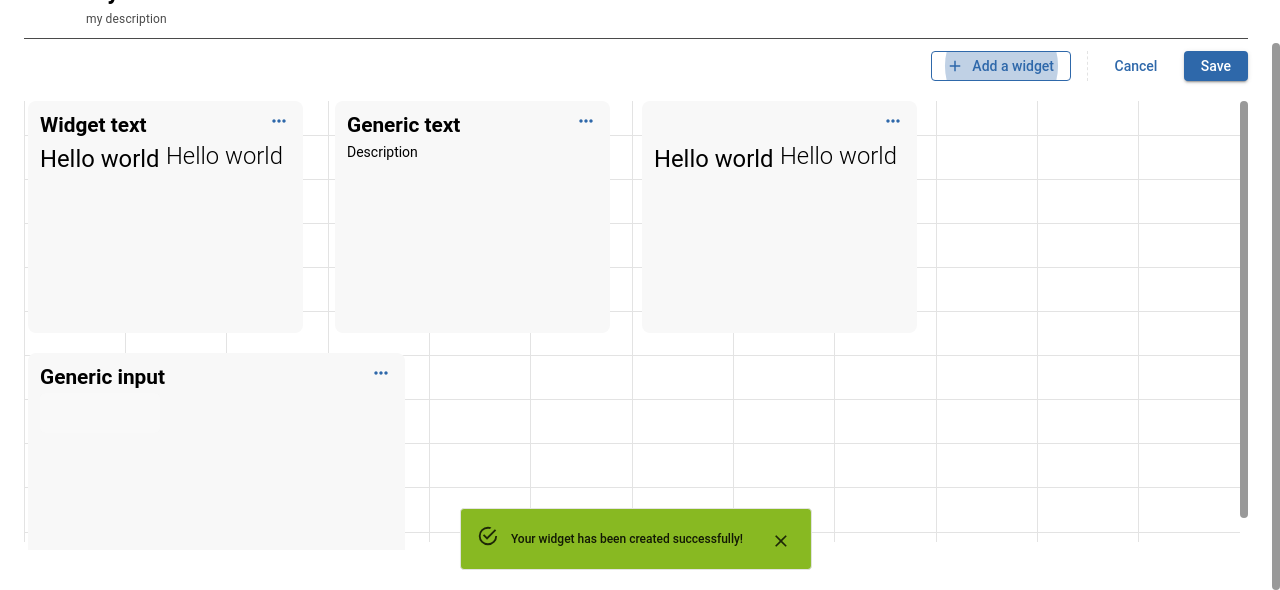 my description
Add a widget
Cancel
Save
Widget text
Hello world Hello world
Generic text
Description
Hello world Hello world
Generic input
Your widget has been created successfully!